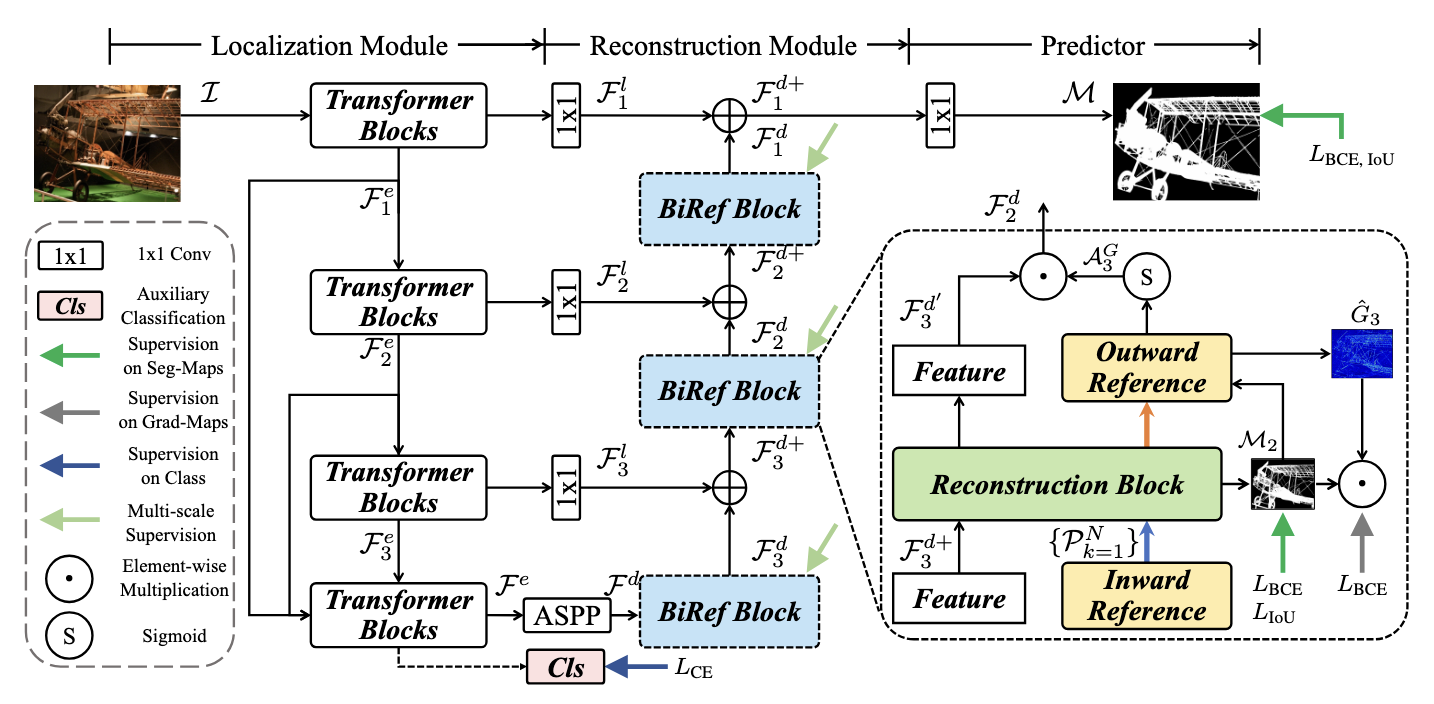 Localization Module
Reconstruction Module
Predictor
$\mathcal{I}$
Transformer
Blocks
1x1
$\mathcal{F}_1^l$
$\mathcal{F}_1^{d+}$
$\mathcal{F}_1^d$
1x1
$\mathcal{M}$
$L_{\text{BCE, IoU}}$
$\mathcal{F}_1^e$
BiRef Block
$\mathcal{F}_2^{d+}$
Transformer
Blocks
1x1
$\mathcal{F}_2^l$
$\mathcal{F}_2^d$
$\mathcal{F}_2^e$
BiRef Block
$\mathcal{F}_3^{d+}$
Transformer
Blocks
1x1
$\mathcal{F}_3^l$
$\mathcal{F}_3^d$
$\mathcal{F}_3^e$
Transformer
Blocks
$\mathcal{F}^e$
ASPP
$\mathcal{F}^d$
BiRef Block
Cls
$L_{\text{CE}}$
1x1
1x1 Conv
Cls
Auxiliary
Classification
Supervision
on Seg-Maps
Supervision
on Grad-Maps
Supervision
on Class
Multi-scale
Supervision
Element-wise
Multiplication
S
Sigmoid
$\mathcal{F}_2^d$
$\mathcal{A}_3^G$
S
$\mathcal{F}_3^{d'}$
$\hat{G}_3$
Feature
Outward
Reference
$\mathcal{M}_2$
Reconstruction Block
$\mathcal{F}_3^{d+}$
$\{\mathcal{P}_{k=1}^N\}$
Feature
Inward
Reference
$L_{\text{BCE}}$
$L_{\text{IoU}}$
$L_{\text{BCE}}$